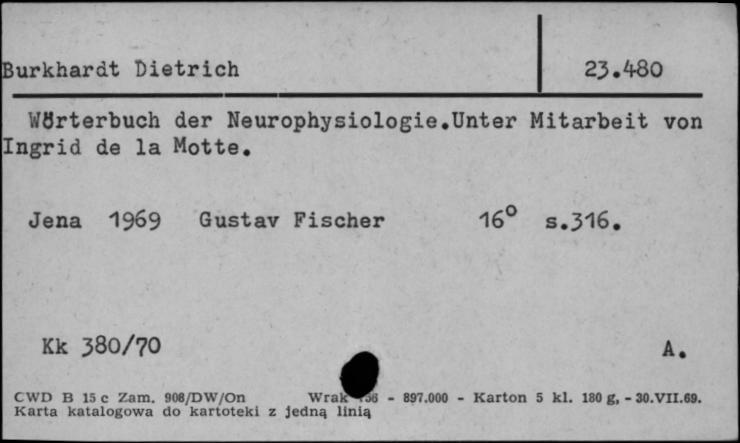 Burkhardt Dietrich 23.480
Wörterbuch der Neurophysiologie.Unter Mitarbeit von
Ingrid de la Motte.
Jena 1969 Gustav Fischer 16⁰ s.316.
Kk 380/70 A.
CWD B 15 c Zam. 908/DW/On Wrak - 897.000 - Karton 5 kl. 180 g, - 30.VII.69.
Karta katalogowa do kartoteki z jedną linią